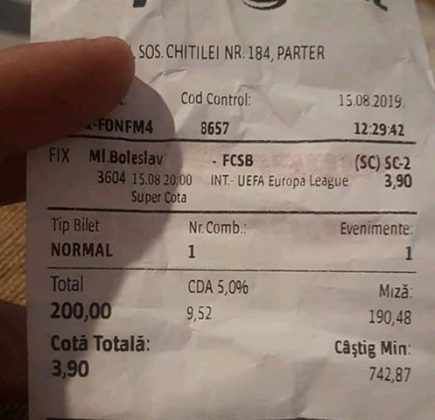 SOS. CHITILEI NR. 184, PARTER
Cod Control: 15.08.2019
-FONFM4 8657 12:29:42
FIX Ml.Boleslav - FCSB (SC) SC-2
3604 15.08 20:00 INT.- UEFA Europa League 3,90
Super Cota
Tip Bilet Nr.Comb.: Evenimente:
NORMAL 1 1
Total CDA 5,0% Miză:
200,00 9,52 190,48
Cotă Totală: Câştig Min:
3,90 742,87